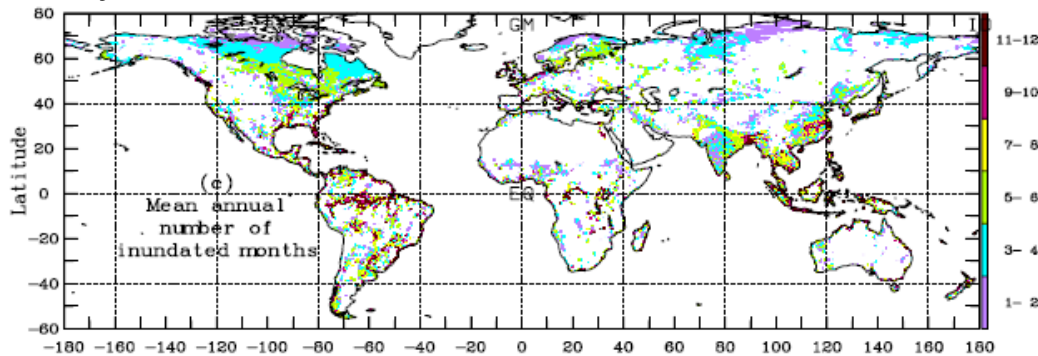 80
GM
I D
60
40
20
0
-20
-40
-60
Latitude
EQ
(c)
Mean annual
number of
inundated months
-180 -160 -140 -120 -100 -80 -60 -40 -20 0 20 40 60 80 100 120 140 160 180
11-12
9-10
7- 8
5- 6
3- 4
1- 2